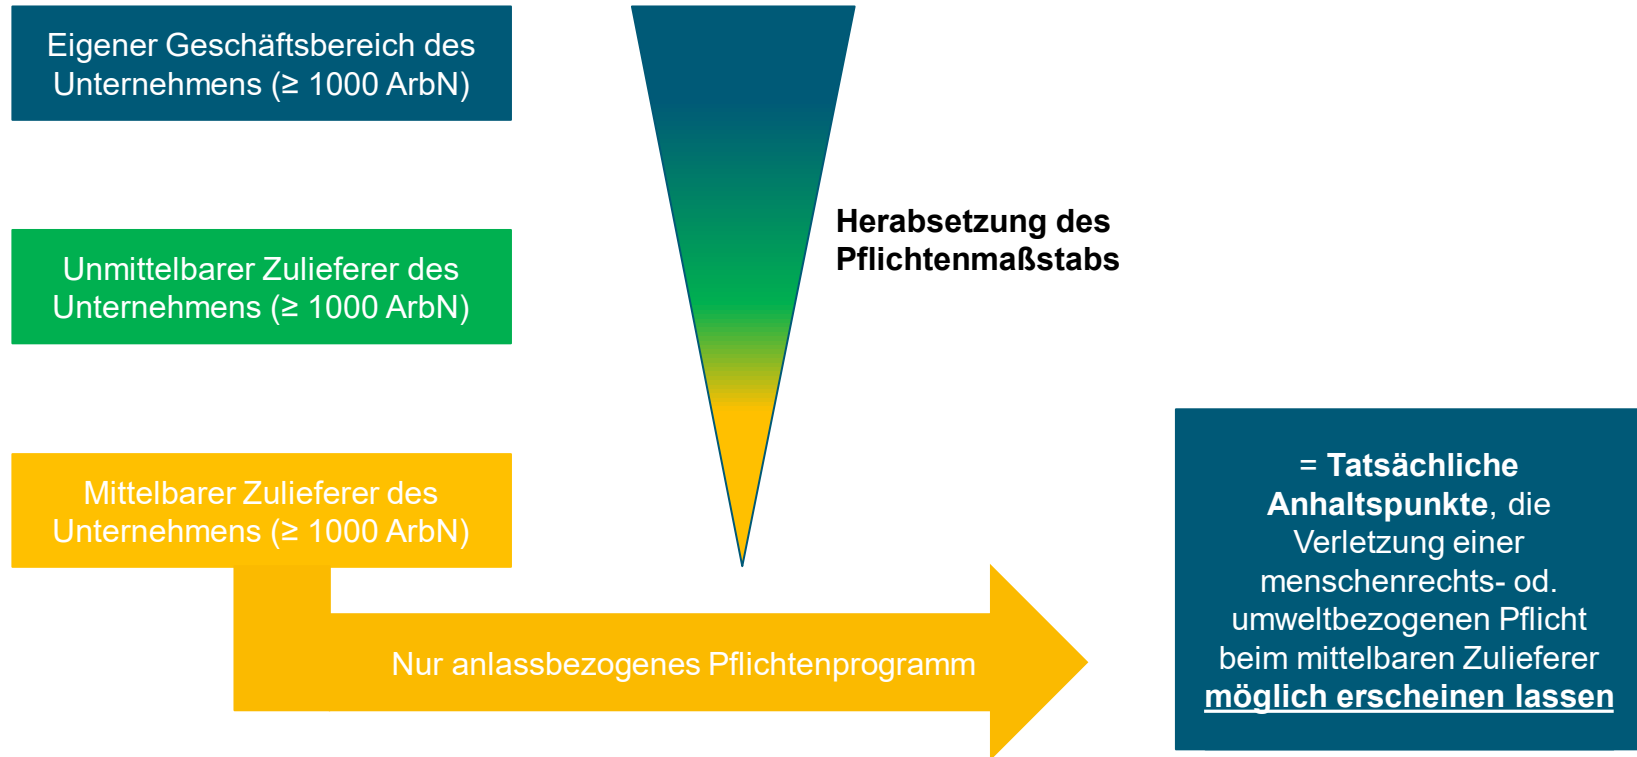 Eigener Geschäftsbereich des
Unternehmens (≥ 1000 ArbN)
Unmittelbarer Zulieferer des
Unternehmens (≥ 1000 ArbN)
Herabsetzung des
Pflichtenmaßstabs
Mittelbarer Zulieferer des
Unternehmens (≥ 1000 ArbN)
Nur anlassbezogenes Pflichtenprogramm
= Tatsächliche
Anhaltspunkte, die
Verletzung einer
menschenrechts- od.
umweltbezogenen Pflicht
beim mittelbaren Zulieferer
möglich erscheinen lassen